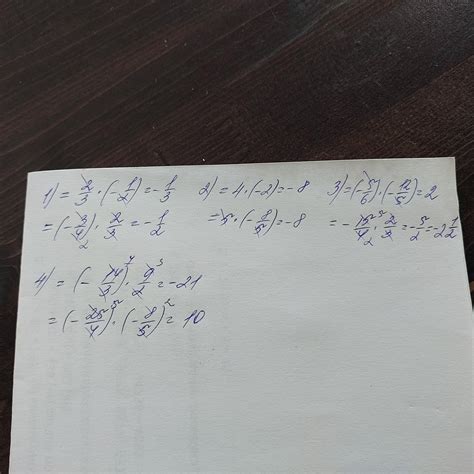 1) = 2/3 · (-1/2) = -1/3 2) = 4 · (-2) = -8 3) = (-5/6) · (-12/5) = 2
= (-3/4) · 2/3 = -1/2 = 5 · (-8/5) = -8 = -15/4 · 2/3 = -5/2 = -2 1/2
4) = (-14/3) · 9/2 = -21
= (-25/4) · (-8/5) = 10